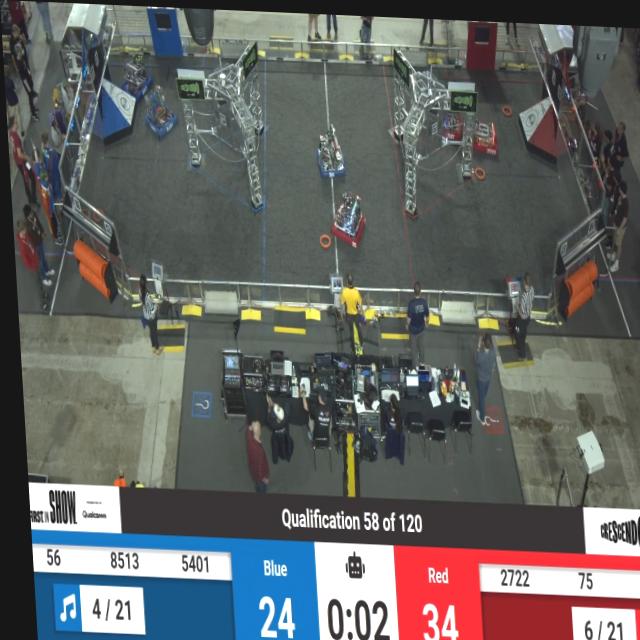 FIRST IN SHOW
Qualcomm
Qualification 58 of 120
CRESCENDO
56 8513 5401
Blue
Red
2722 75
4 / 21
24
0:02
34
6 / 21